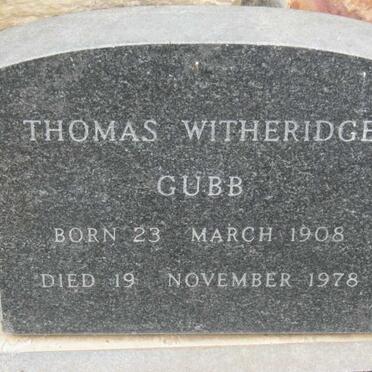 THOMAS WITHERIDGE
GUBB
BORN 23 MARCH 1908
DIED 19 NOVEMBER 1978